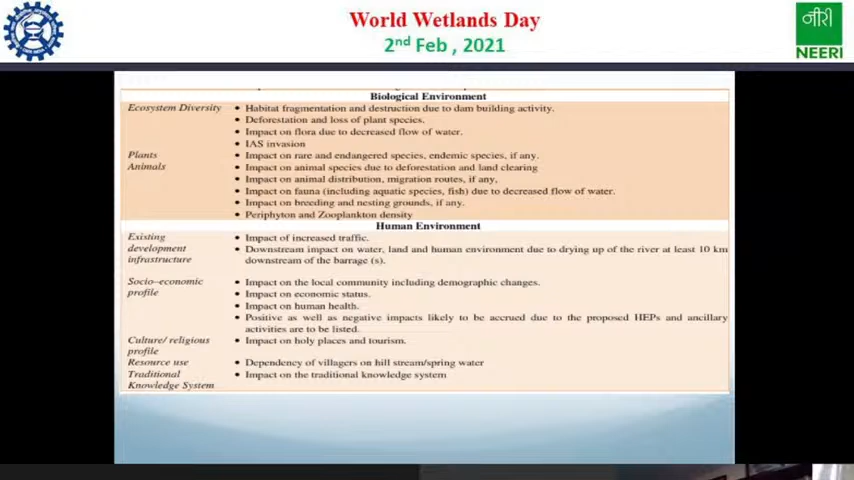 World Wetlands Day
2nd Feb , 2021
नीरी
NEERI
Biological Environment
Ecosystem Diversity • Habitat fragmentation and destruction due to dam building activity.
• Deforestation and loss of plant species.
• Impact on flora due to decreased flow of water.
• IAS invasion
Plants • Impact on rare and endangered species, endemic species, if any.
Animals • Impact on animal species due to deforestation and land clearing
• Impact on animal distribution, migration routes, if any,
• Impact on fauna (including aquatic species, fish) due to decreased flow of water.
• Impact on breeding and nesting grounds, if any.
• Periphyton and Zooplankton density
Human Environment
Existing • Impact of increased traffic.
development • Downstream impact on water, land and human environment due to drying up of the river at least 10 km
infrastructure downstream of the barrage (s).
Socio-economic • Impact on the local community including demographic changes.
profile • Impact on economic status.
• Impact on human health.
• Positive as well as negative impacts likely to be accrued due to the proposed HEPs and ancillary
activities are to be listed.
Culture/ religious • Impact on holy places and tourism.
profile
Resource use • Dependency of villagers on hill stream/spring water
Traditional • Impact on the traditional knowledge system
Knowledge System